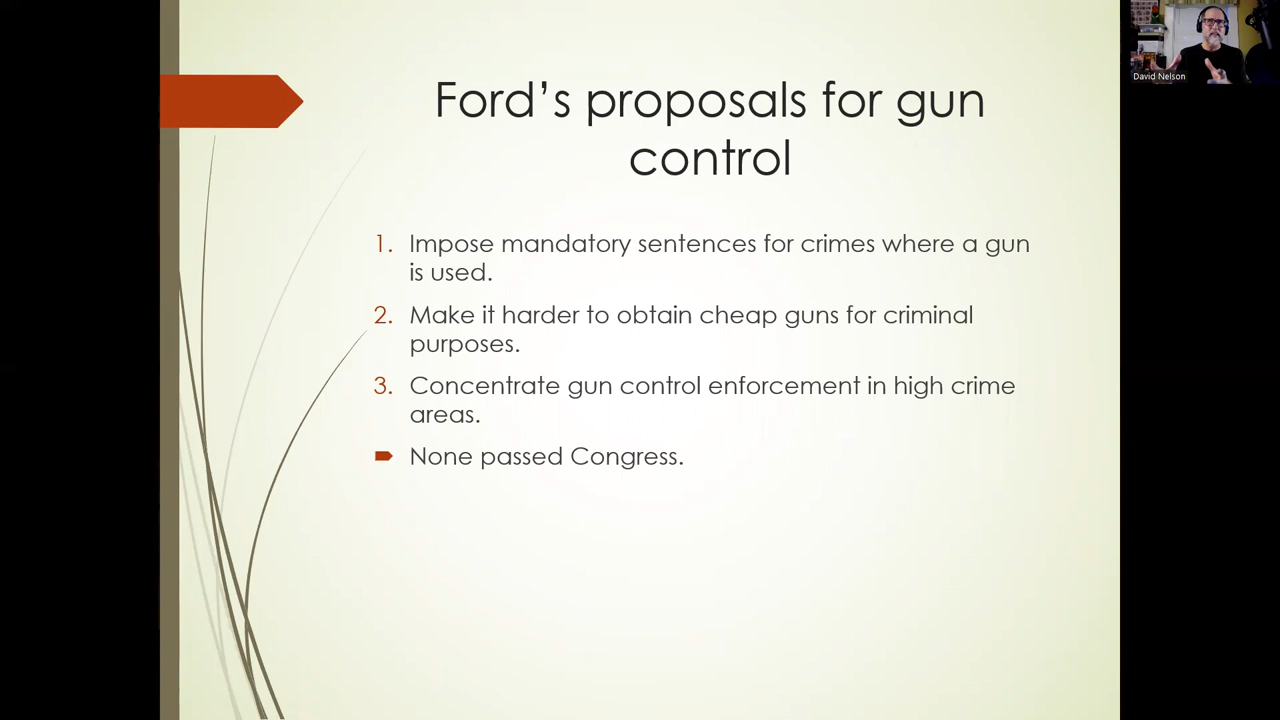 Ford's proposals for gun
control
1. Impose mandatory sentences for crimes where a gun
is used.
2. Make it harder to obtain cheap guns for criminal
purposes.
3. Concentrate gun control enforcement in high crime
areas.
None passed Congress.
David Nelson